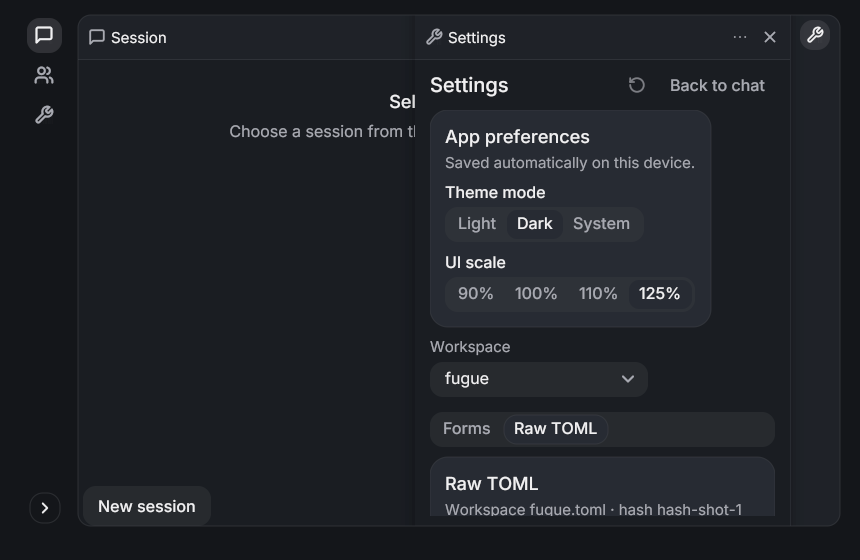 Session
Sel
Choose a session from t
New session
Settings
Settings
Back to chat
App preferences
Saved automatically on this device.
Theme mode
Light Dark System
UI scale
90% 100% 110% 125%
Workspace
fugue
Forms Raw TOML
Raw TOML
Workspace fugue.toml · hash hash-shot-1